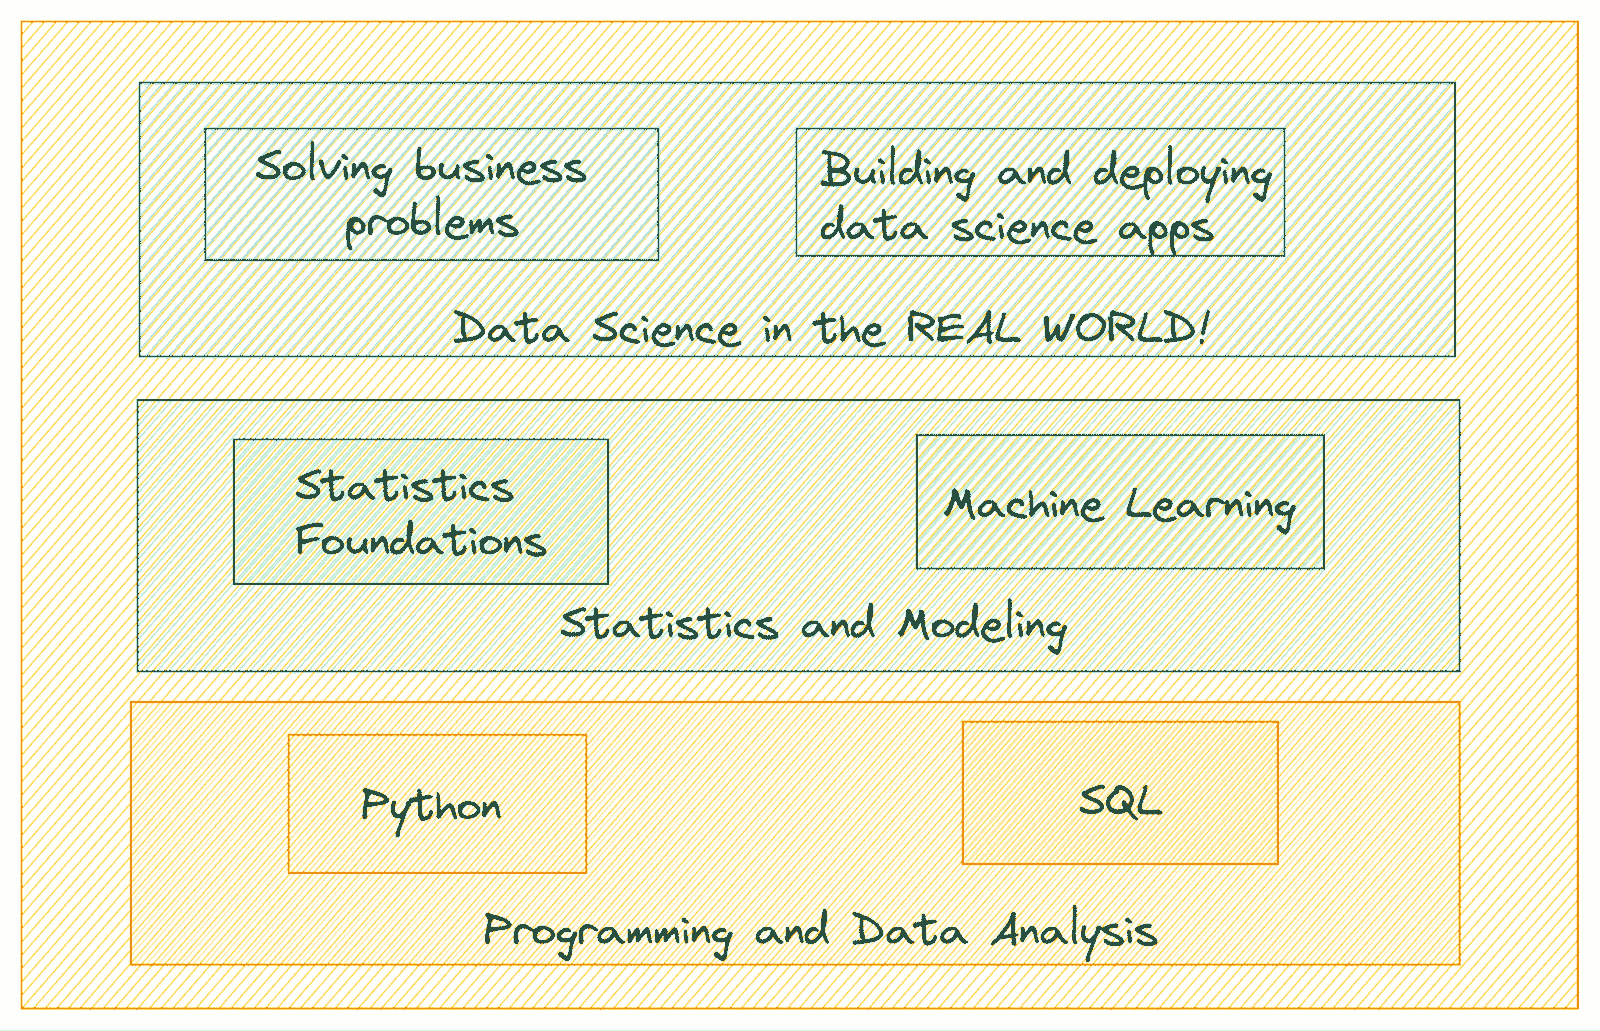 Solving business
problems
Building and deploying
data science apps
Data Science in the REAL WORLD!
Statistics
Foundations
Machine Learning
Statistics and Modeling
Python
SQL
Programming and Data Analysis